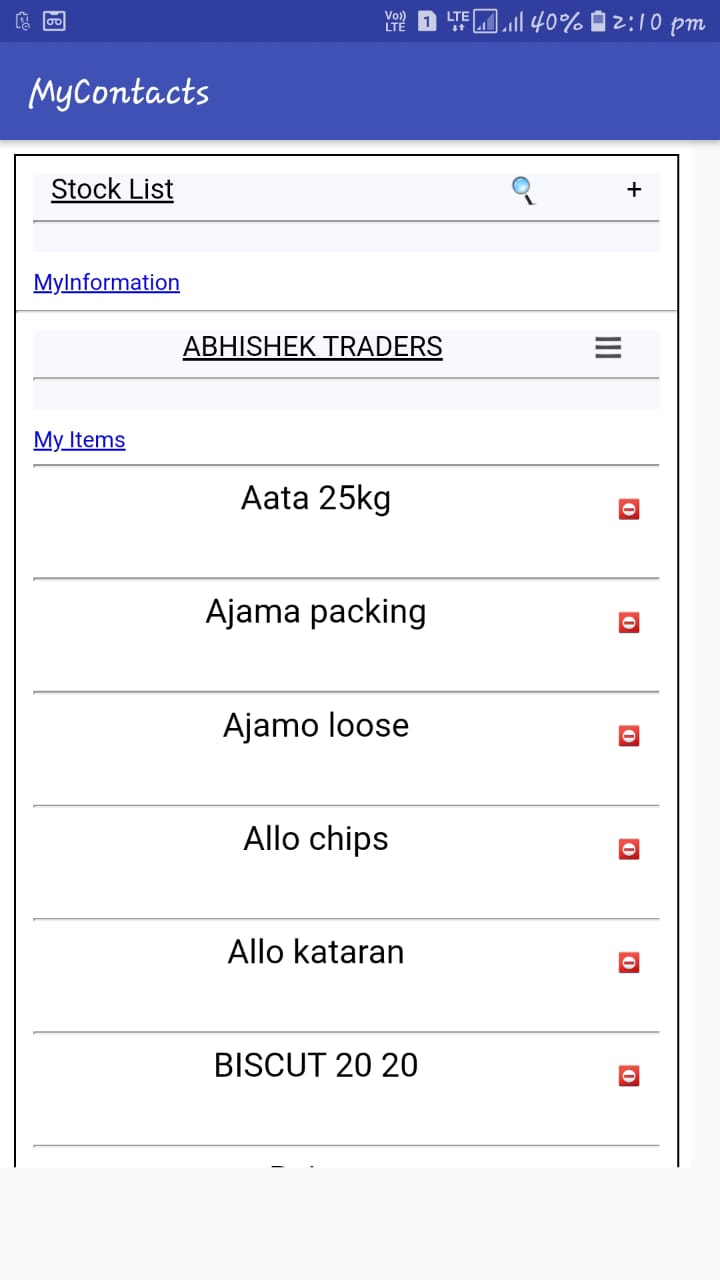 Vo)) LTE 1 LTE 40% 2:10 pm
MyContacts
Stock List +
MyInformation
ABHISHEK TRADERS
My Items
Aata 25kg
Ajama packing
Ajamo loose
Allo chips
Allo kataran
BISCUT 20 20